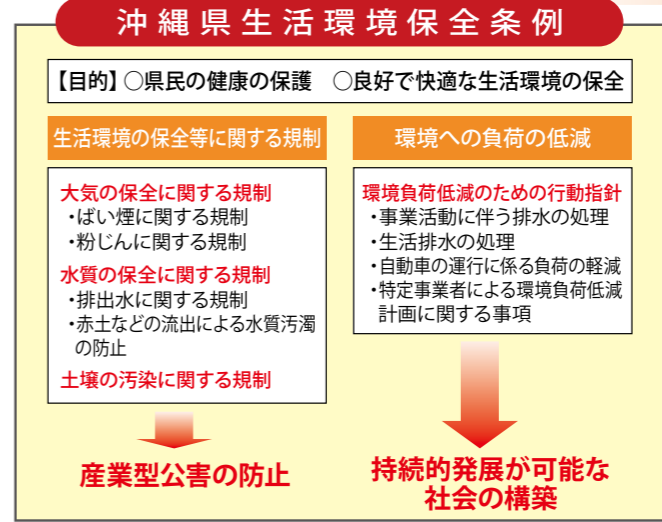 沖縄県生活環境保全条例
【目的】○県民の健康の保護　○良好で快適な生活環境の保全
生活環境の保全等に関する規制
大気の保全に関する規制
・ばい煙に関する規制
・粉じんに関する規制
水質の保全に関する規制
・排出水に関する規制
・赤土などの流出による水質汚濁
の防止
土壌の汚染に関する規制
産業型公害の防止
環境への負荷の低減
環境負荷低減のための行動指針
・事業活動に伴う排水の処理
・生活排水の処理
・自動車の運行に係る負荷の軽減
・特定事業者による環境負荷低減
計画に関する事項
持続的発展が可能な
社会の構築